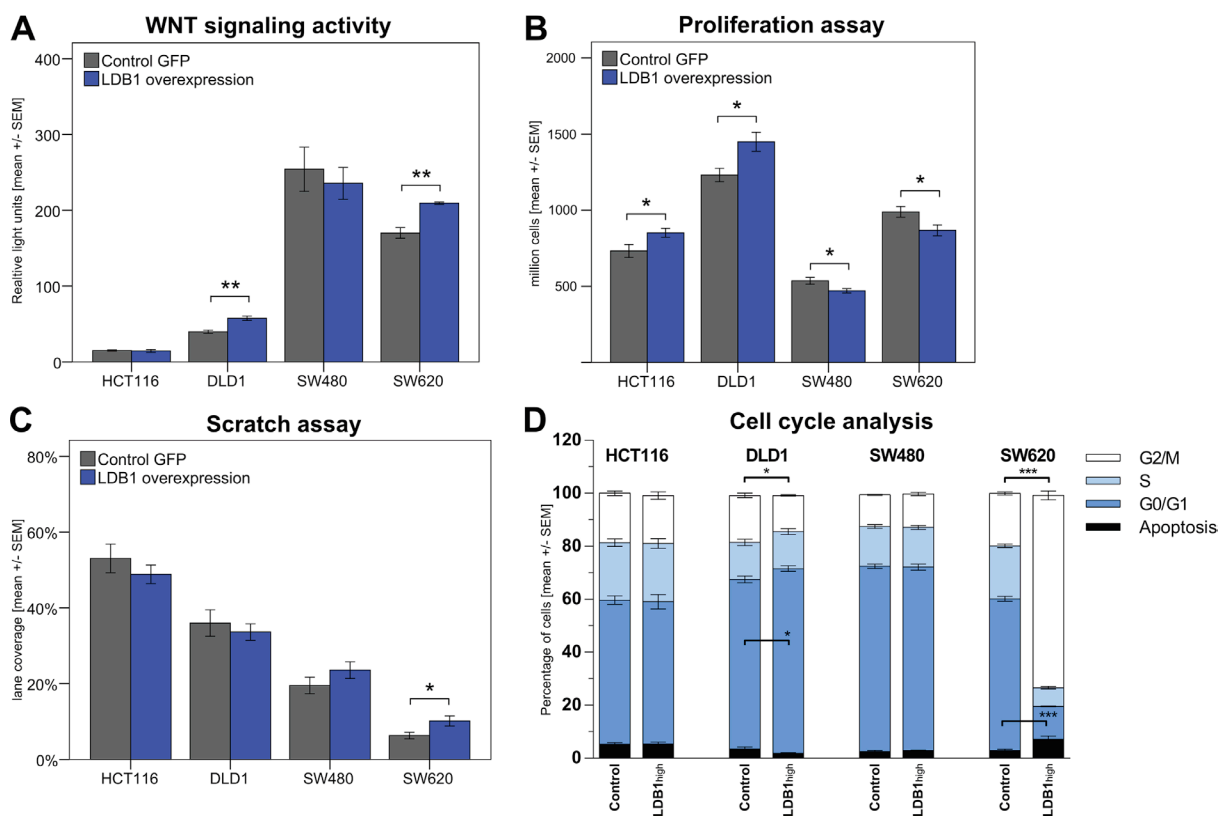 A
WNT signaling activity
Realtive light units [mean +/- SEM]
400
300
200
100
0
Control GFP
LDB1 overexpression
**
**
HCT116 DLD1 SW480 SW620
B
Proliferation assay
million cells [mean +/- SEM]
2000
1500
1000
500
Control GFP
LDB1 overexpression
*
*
*
*
HCT116 DLD1 SW480 SW620
C
Scratch assay
lane coverage [mean +/- SEM]
80%
60%
40%
20%
0%
Control GFP
LDB1 overexpression
*
HCT116 DLD1 SW480 SW620
D
Cell cycle analysis
Percentage of cells [mean +/- SEM]
120
100
80
60
40
20
0
HCT116 DLD1 SW480 SW620
*
***
*
***
G2/M
S
G0/G1
Apoptosis
Control LDB1high Control LDB1high Control LDB1high Control LDB1high